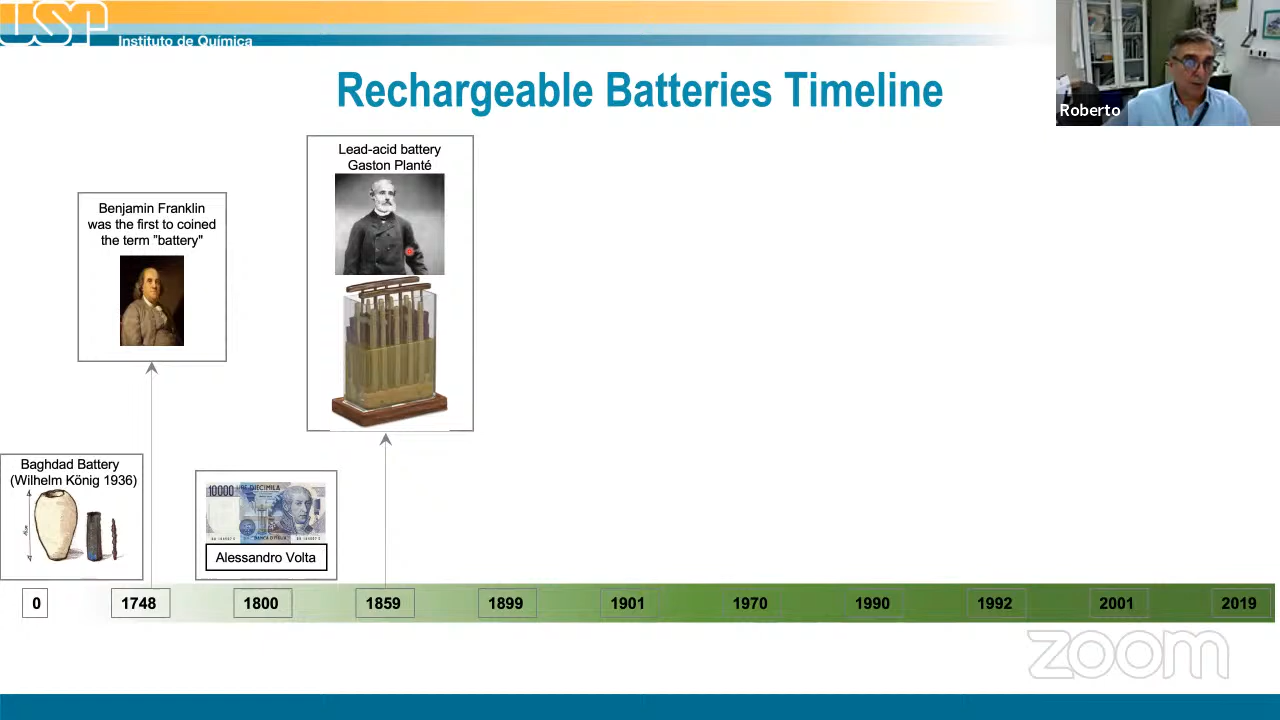 USP
Instituto de Química
Rechargeable Batteries Timeline
Roberto
Lead-acid battery
Gaston Planté
Benjamin Franklin
was the first to coined
the term "battery"
Baghdad Battery
(Wilhelm König 1936)
10000
Alessandro Volta
0
1748
1800
1859
1899
1901
1970
1990
1992
2001
2019
zoom